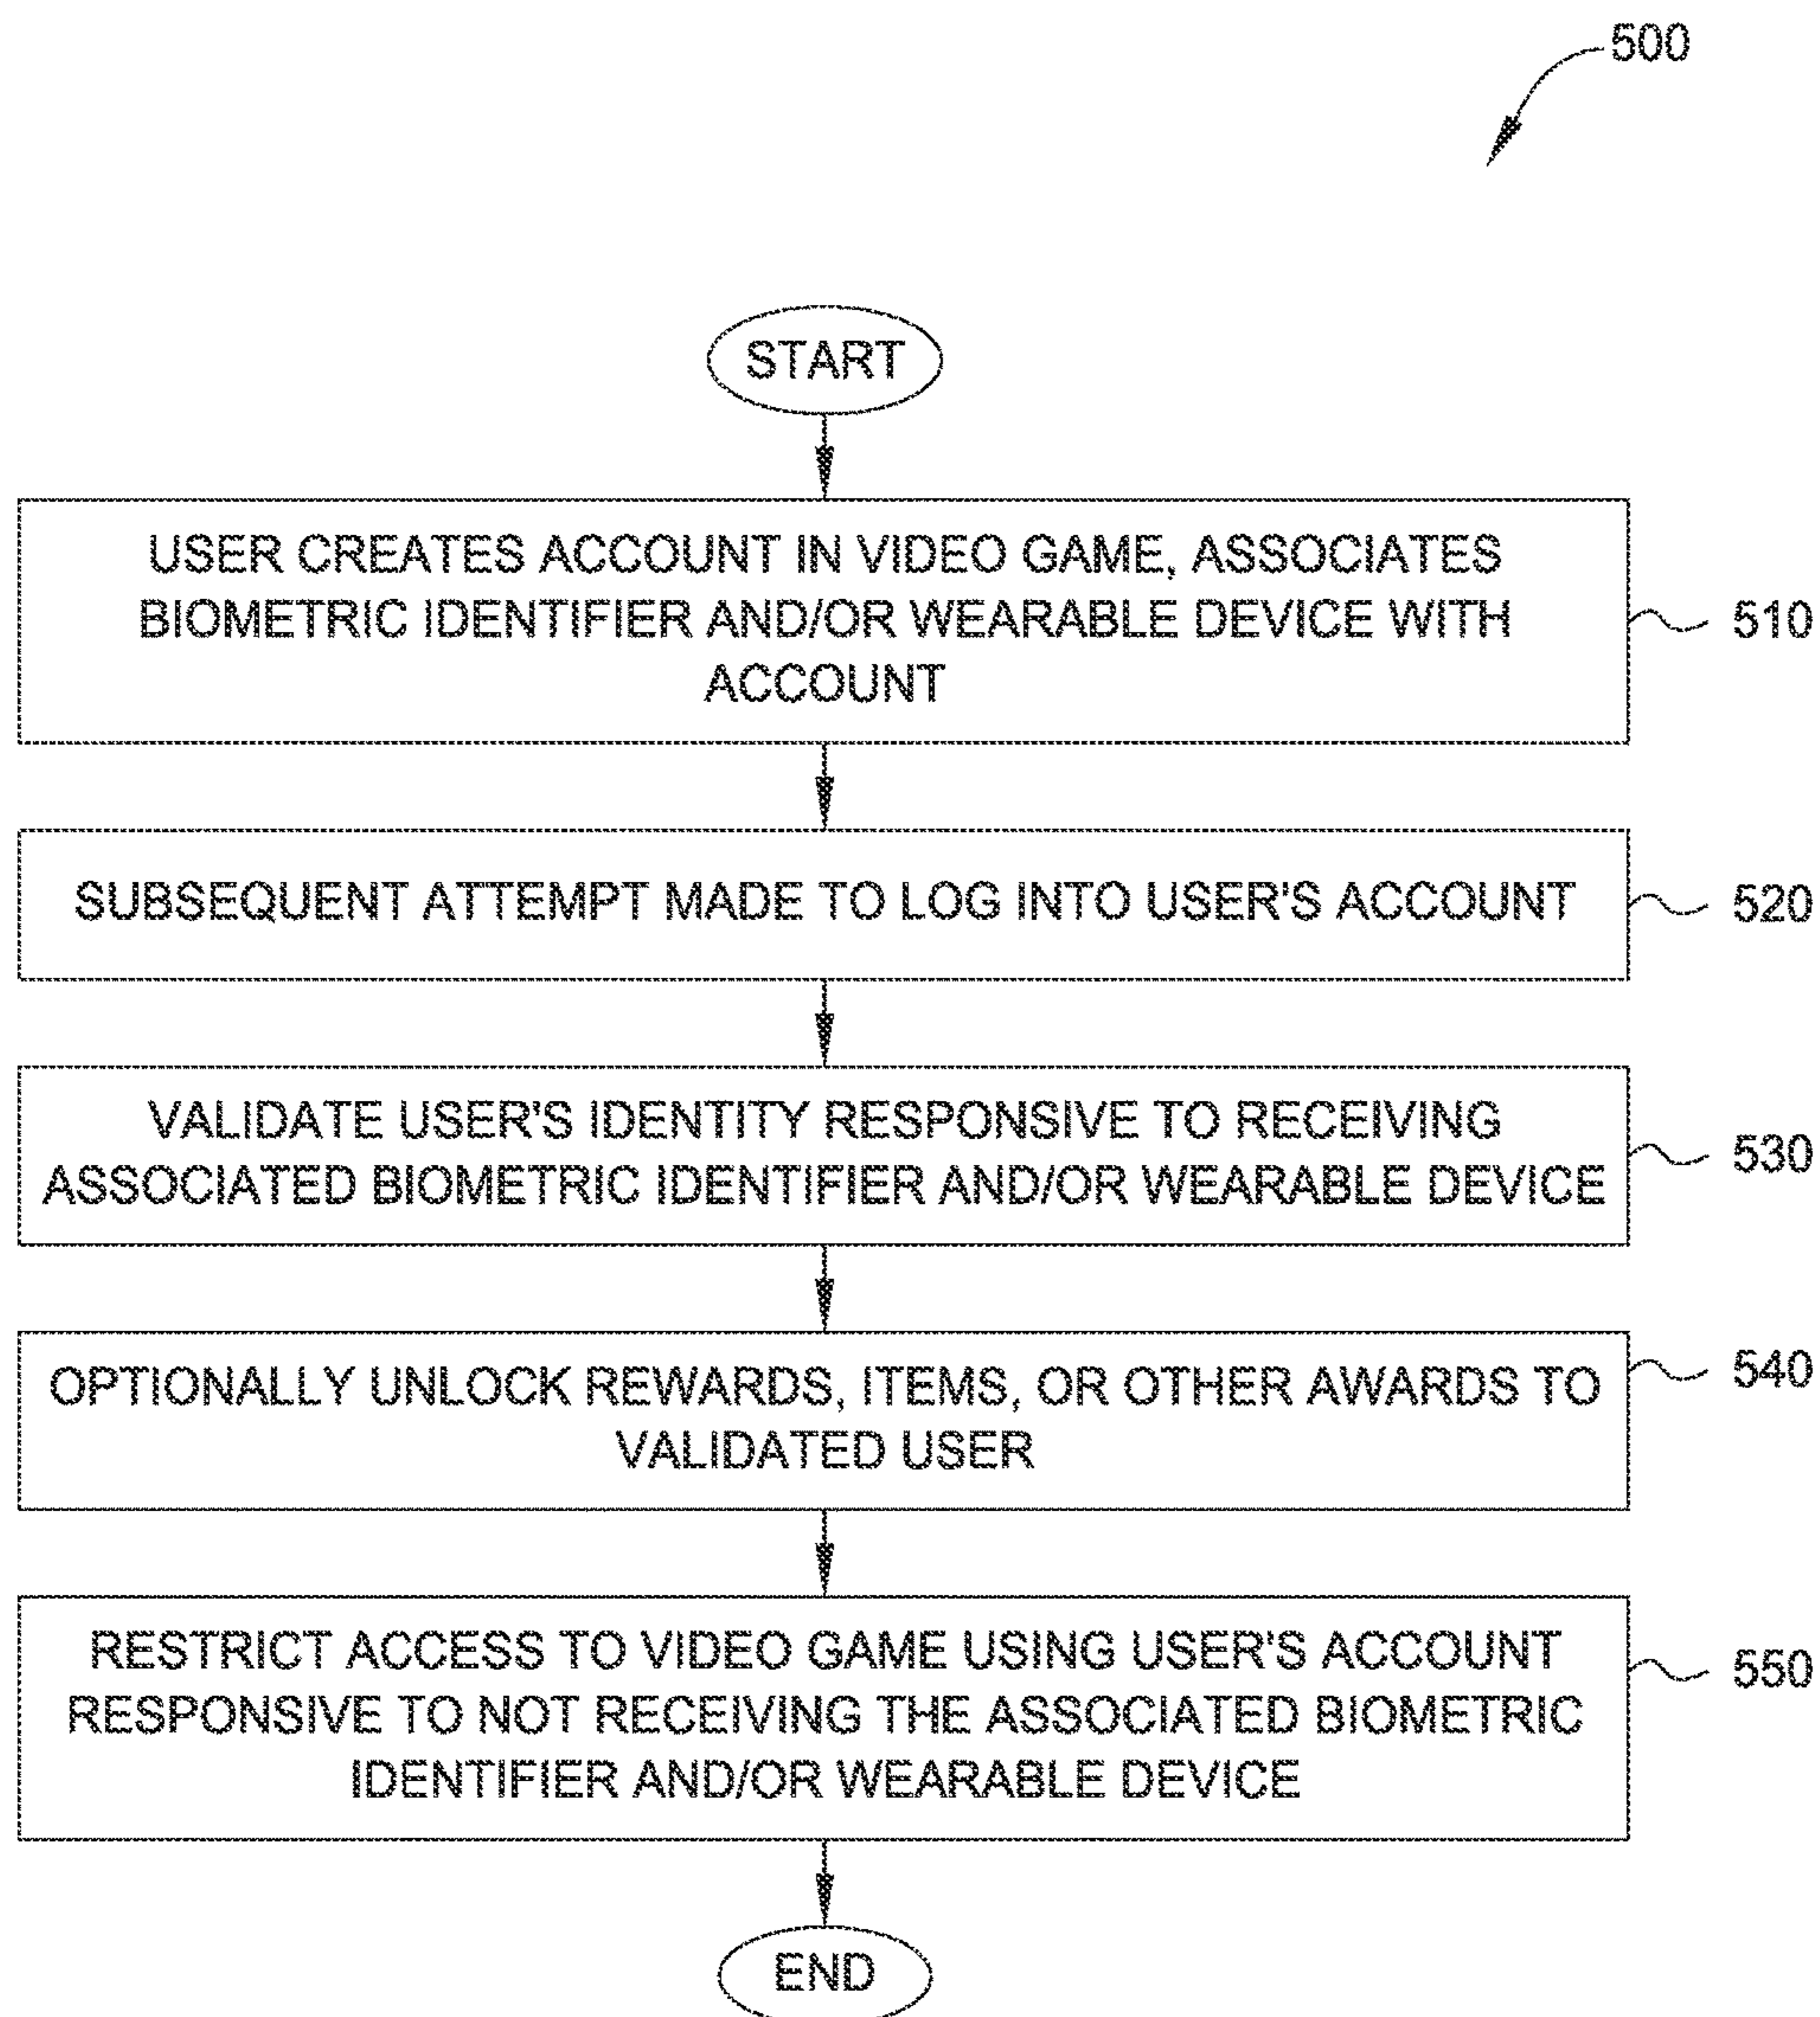 500
START
USER CREATES ACCOUNT IN VIDEO GAME, ASSOCIATES
BIOMETRIC IDENTIFIER AND/OR WEARABLE DEVICE WITH
ACCOUNT
510
SUBSEQUENT ATTEMPT MADE TO LOG INTO USER'S ACCOUNT
520
VALIDATE USER'S IDENTITY RESPONSIVE TO RECEIVING
ASSOCIATED BIOMETRIC IDENTIFIER AND/OR WEARABLE DEVICE
530
OPTIONALLY UNLOCK REWARDS, ITEMS, OR OTHER AWARDS TO
VALIDATED USER
540
RESTRICT ACCESS TO VIDEO GAME USING USER'S ACCOUNT
RESPONSIVE TO NOT RECEIVING THE ASSOCIATED BIOMETRIC
IDENTIFIER AND/OR WEARABLE DEVICE
550
END